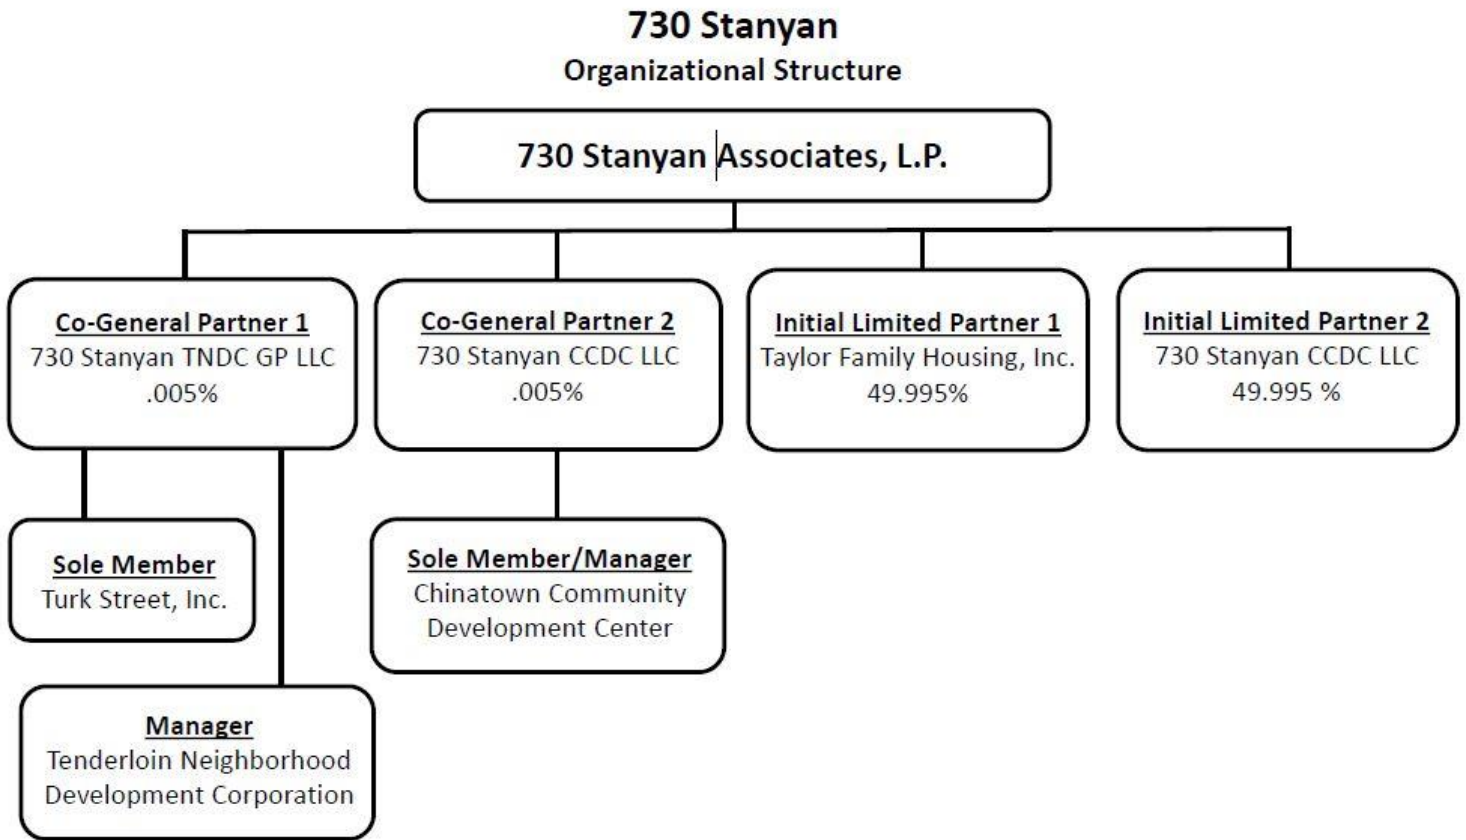 730 Stanyan
Organizational Structure
730 Stanyan Associates, L.P.
Co-General Partner 1
730 Stanyan TNDC GP LLC
.005%
Co-General Partner 2
730 Stanyan CCDC LLC
.005%
Initial Limited Partner 1
Taylor Family Housing, Inc.
49.995%
Initial Limited Partner 2
730 Stanyan CCDC LLC
49.995 %
Sole Member
Turk Street, Inc.
Sole Member/Manager
Chinatown Community
Development Center
Manager
Tenderloin Neighborhood
Development Corporation